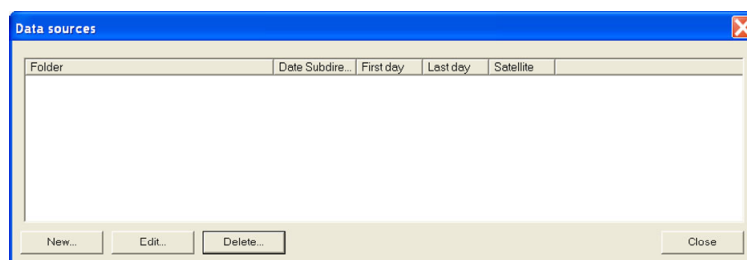 Data sources
Folder Date Subdire... First day Last day Satellite
New... Edit... Delete... Close